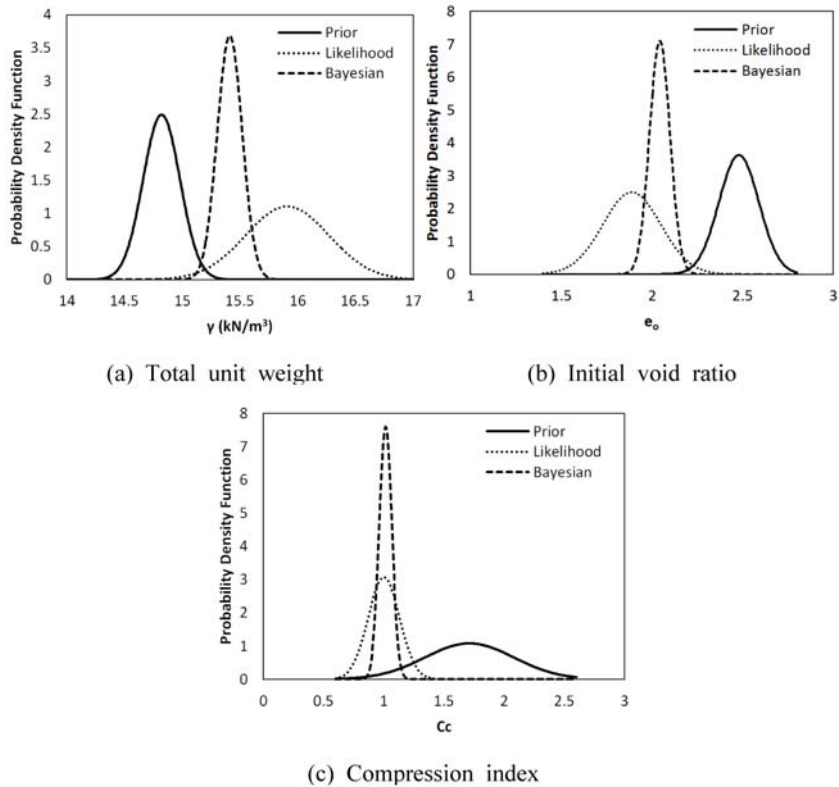 4
3.5
3
2.5
2
1.5
1
0.5
0
14
14.5
15
15.5
16
16.5
17
Probability Density Function
γ (kN/m³)
Prior
Likelihood
Bayesian
(a) Total unit weight
8
7
6
5
4
3
2
1
0
1
1.5
2
2.5
3
Probability Density Function
eₒ
Prior
Likelihood
Bayesian
(b) Initial void ratio
8
7
6
5
4
3
2
1
0
0
0.5
1
1.5
2
2.5
3
Probability Density Function
Cc
Prior
Likelihood
Bayesian
(c) Compression index